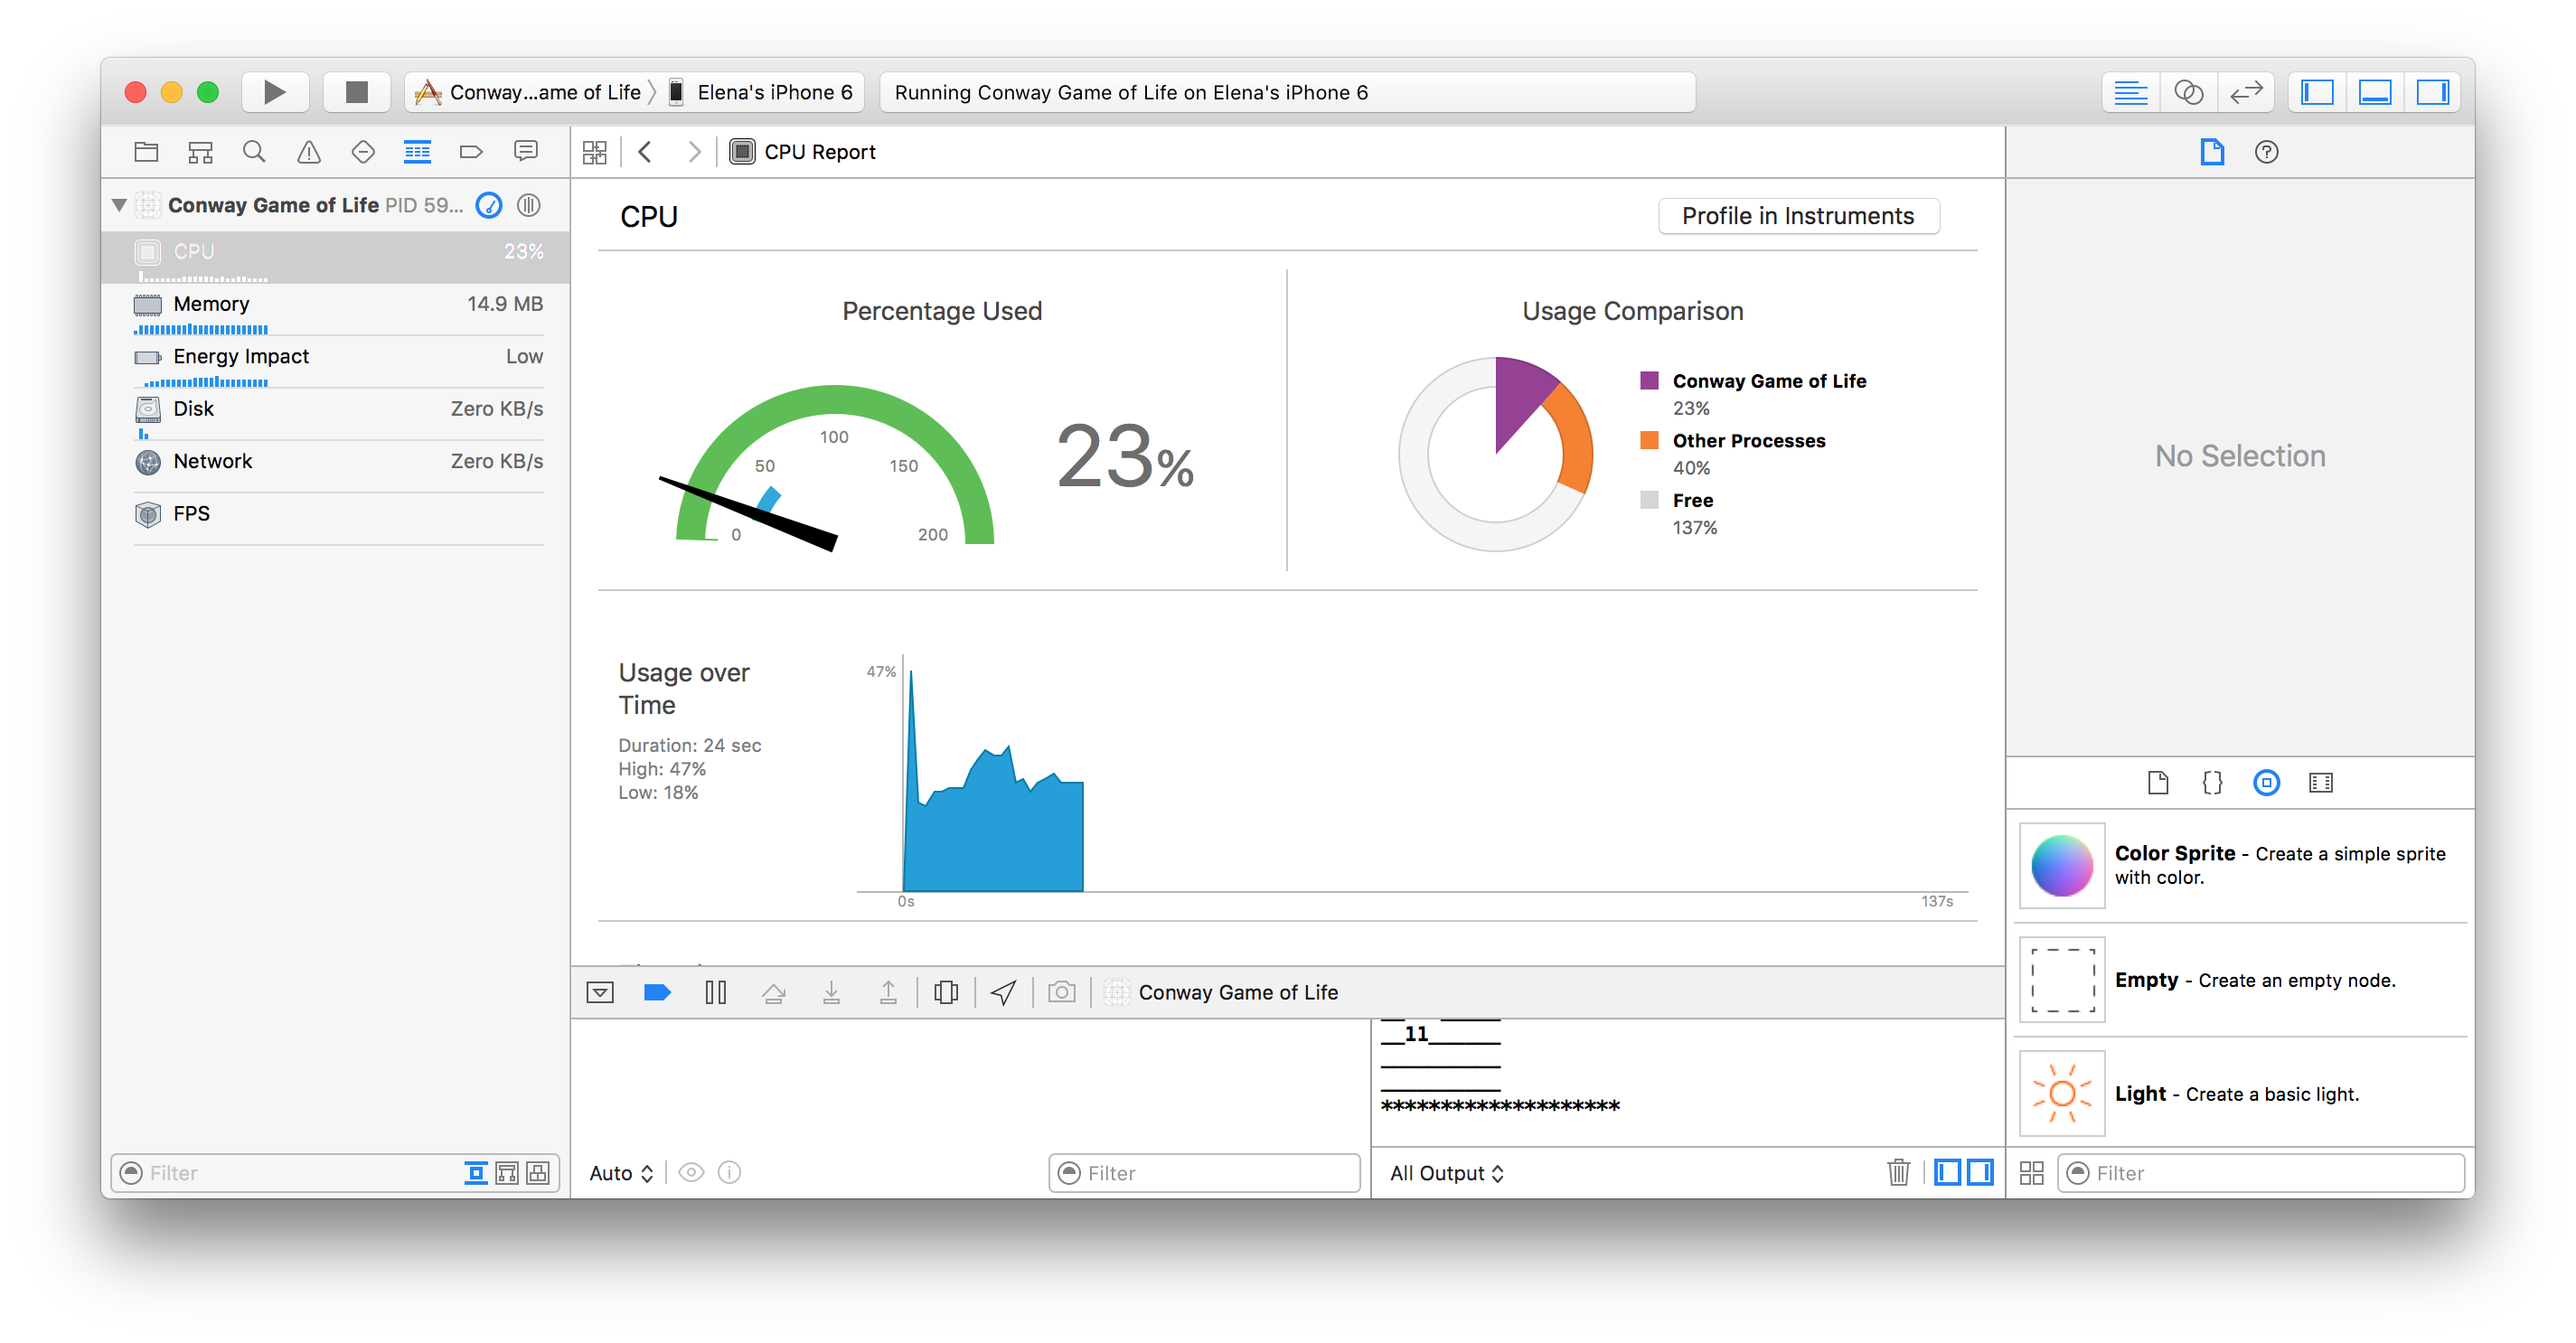 Conway...ame of Life
Elena's iPhone 6
Running Conway Game of Life on Elena's iPhone 6
CPU Report
Conway Game of Life PID 59...
CPU 23%
Memory 14.9 MB
Energy Impact Low
Disk Zero KB/s
Network Zero KB/s
FPS
Filter
CPU
Profile in Instruments
Percentage Used
0
50
100
150
200
23%
Usage Comparison
Conway Game of Life
23%
Other Processes
40%
Free
137%
Usage over
Time
Duration: 24 sec
High: 47%
Low: 18%
47%
0s
137s
Conway Game of Life
__11______
__________
__________
********************
Auto
Filter
All Output
No Selection
Color Sprite - Create a simple sprite
with color.
Empty - Create an empty node.
Light - Create a basic light.
Filter